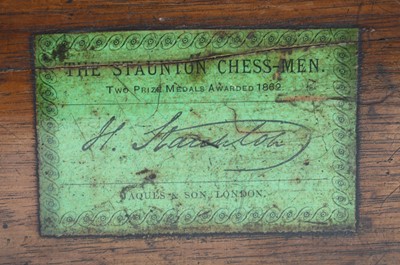 THE STAUNTON CHESS-MEN.
TWO PRIZE MEDALS AWARDED 1862
H. Staunton
JAQUES & SON, LONDON.